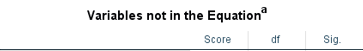 Variables not in the Equationa
Score df Sig.